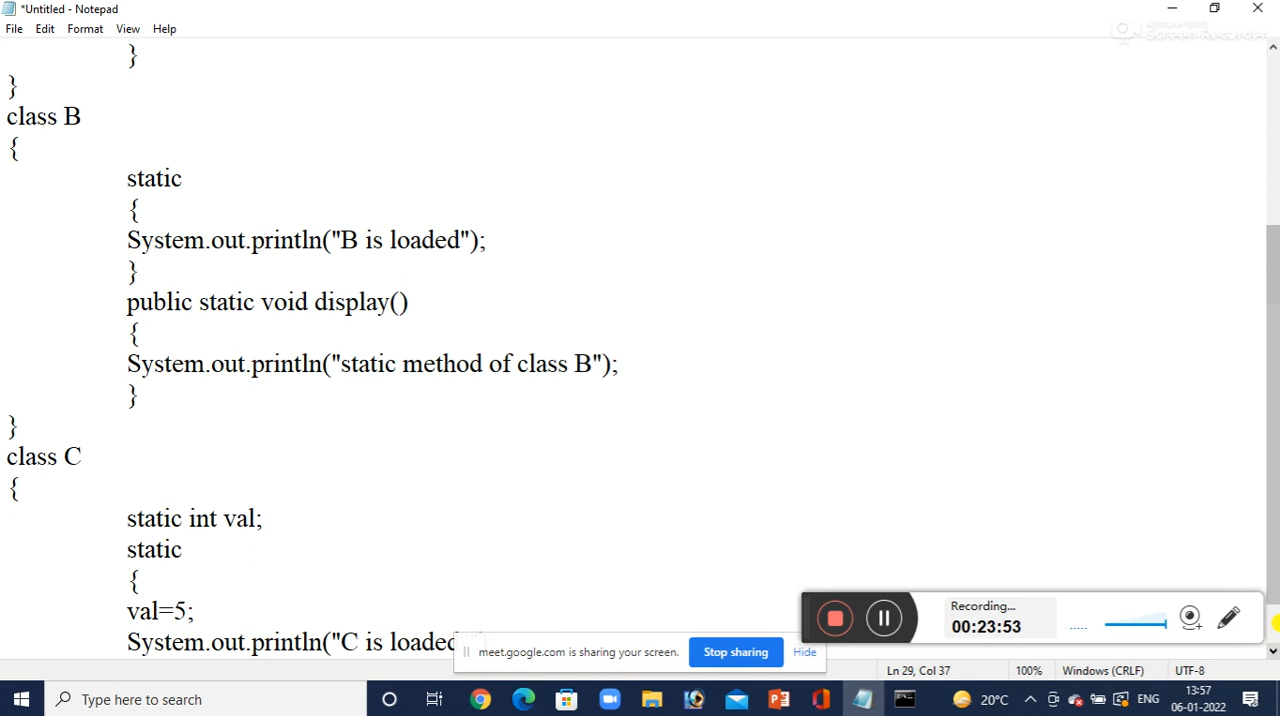 *Untitled - Notepad
File Edit Format View Help
Apowersoft
Screen Recorder
}
}
class B
{
static
{
System.out.println("B is loaded");
}
public static void display()
{
System.out.println("static method of class B");
}
}
class C
{
static int val;
static
{
val=5;
System.out.println("C is loaded
Recording...
00:23:53
meet.google.com is sharing your screen. Stop sharing Hide
Ln 29, Col 37 100% Windows (CRLF) UTF-8
Type here to search
20°C ENG
13:57
06-01-2022